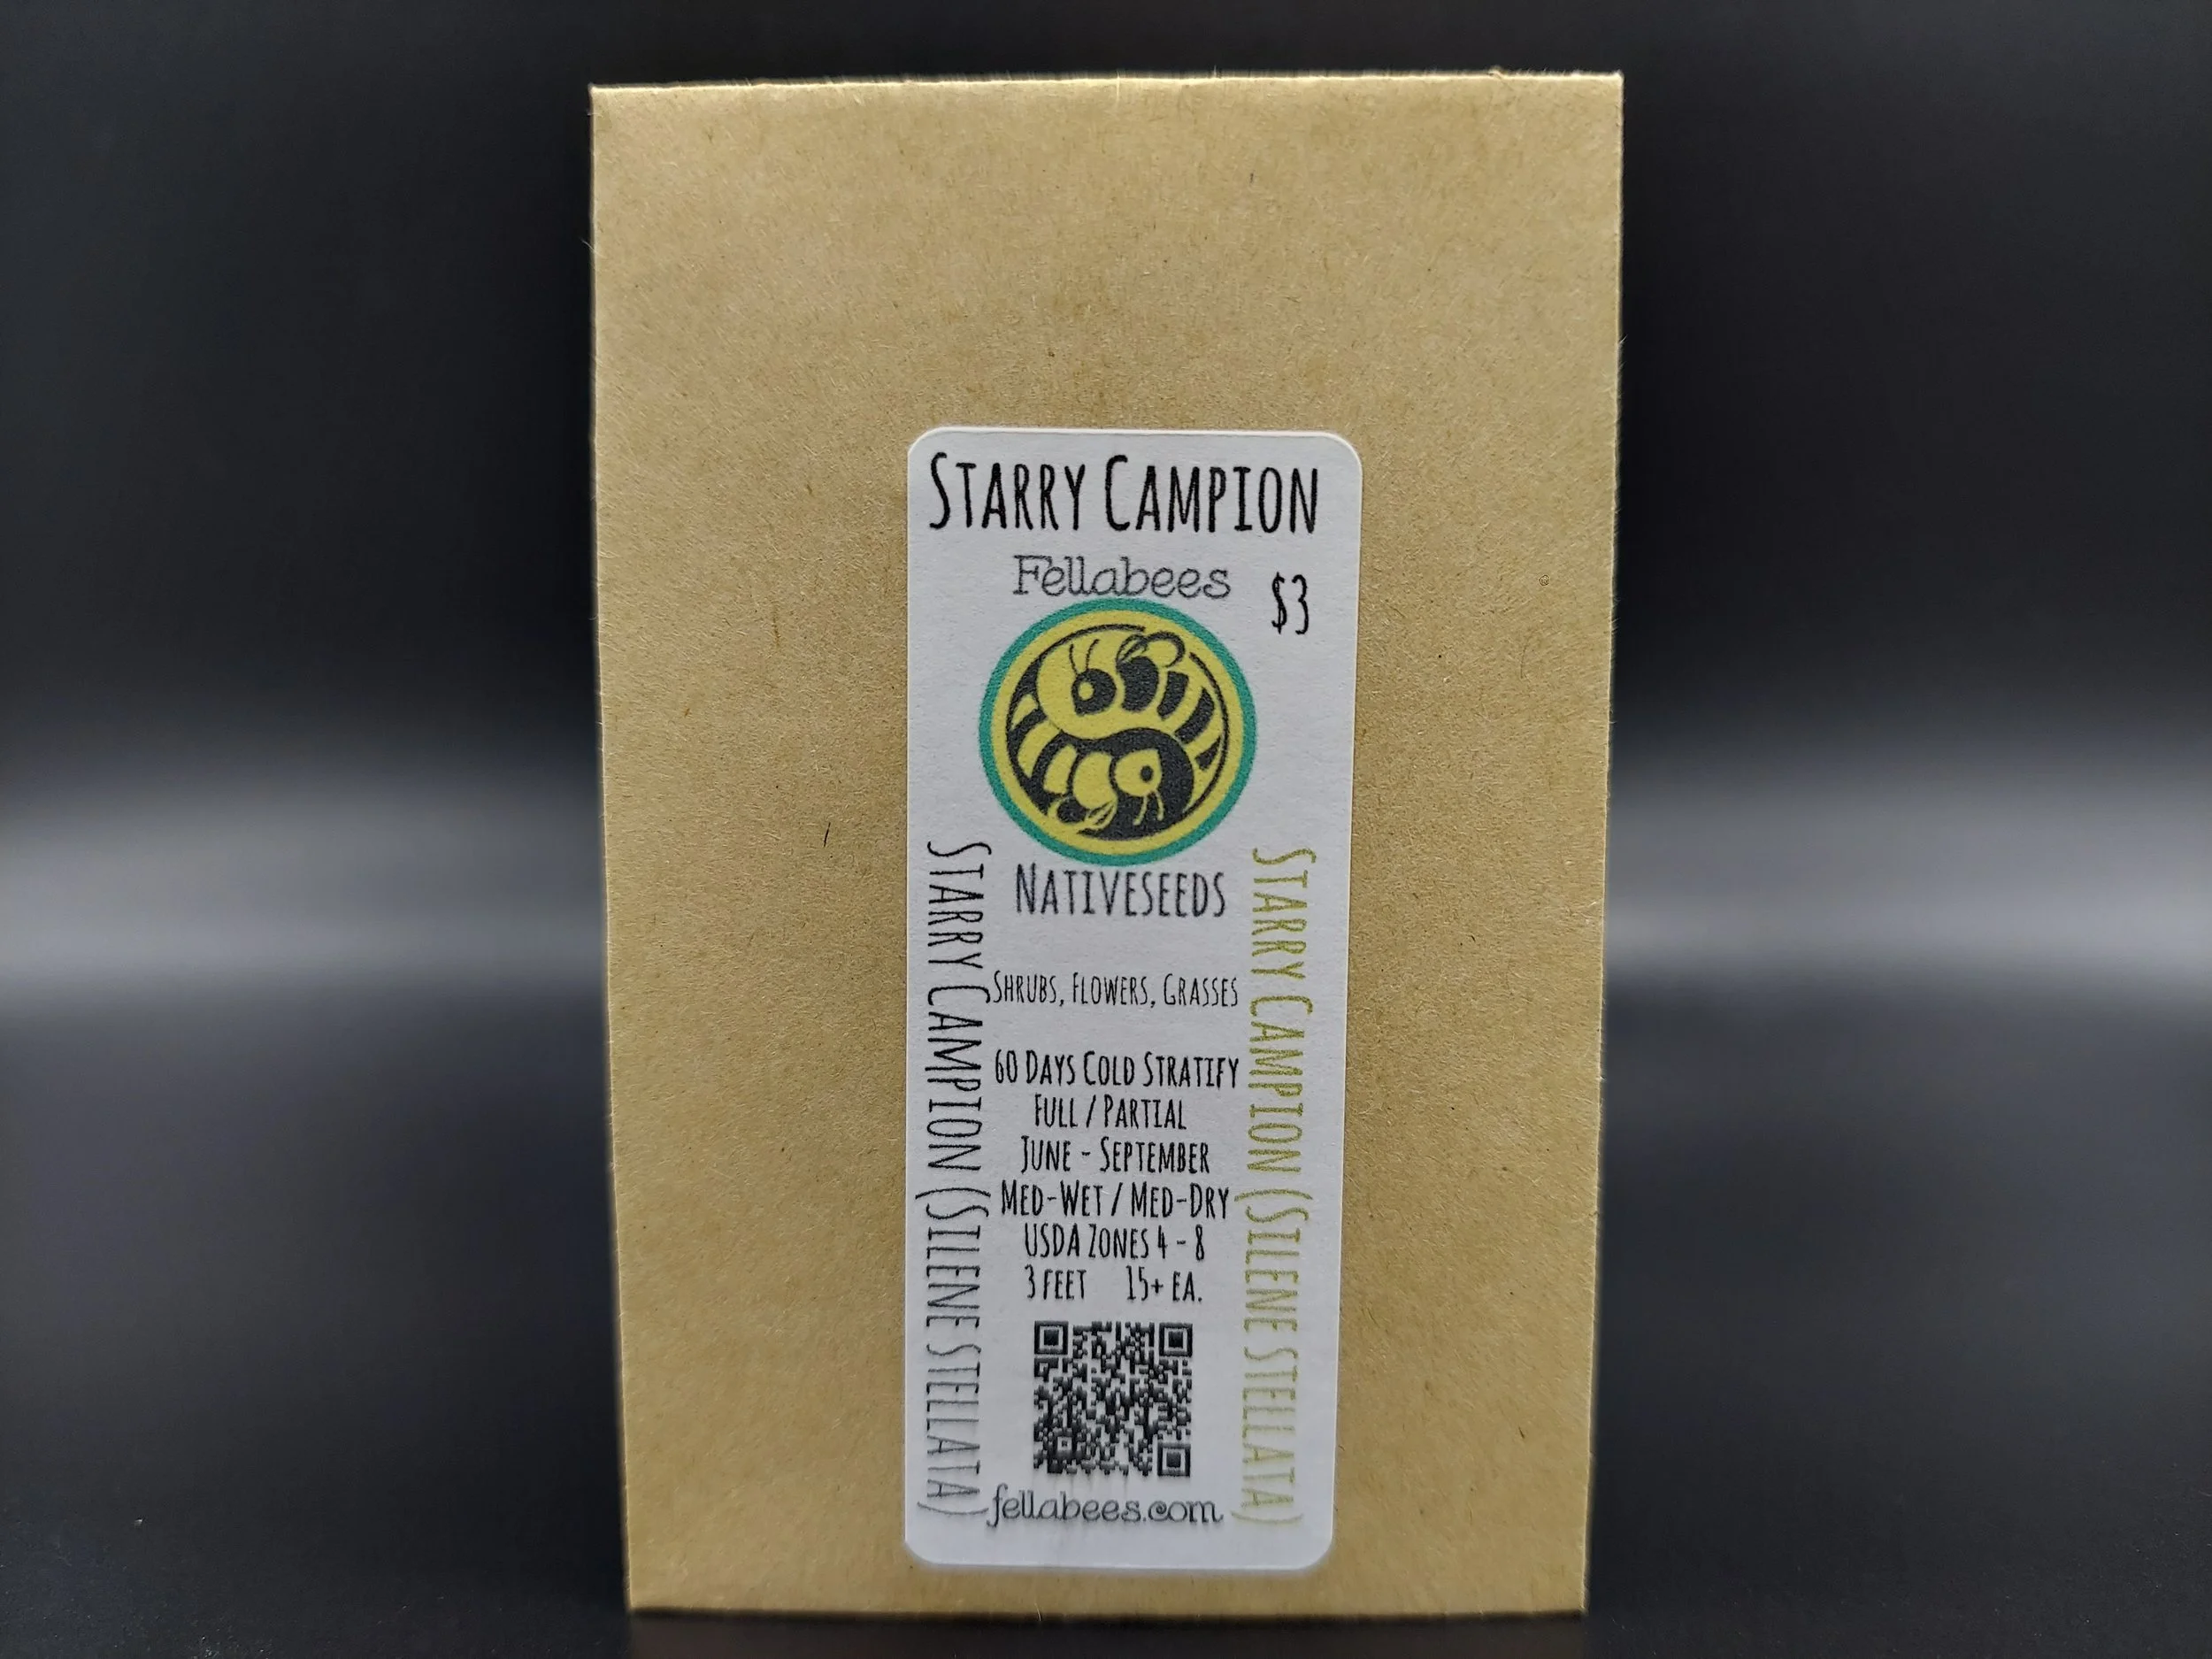 Starry Campion
Fellabees
$3
Nativeseeds
Shrubs, Flowers, Grasses
60 Days Cold Stratify
Full / Partial
June - September
Med-Wet / Med-Dry
USDA Zones 4 - 8
3 feet 15+ ea.
fellabees.com
Starry Campion (Silene stellata)
Starry Campion (Silene stellata)